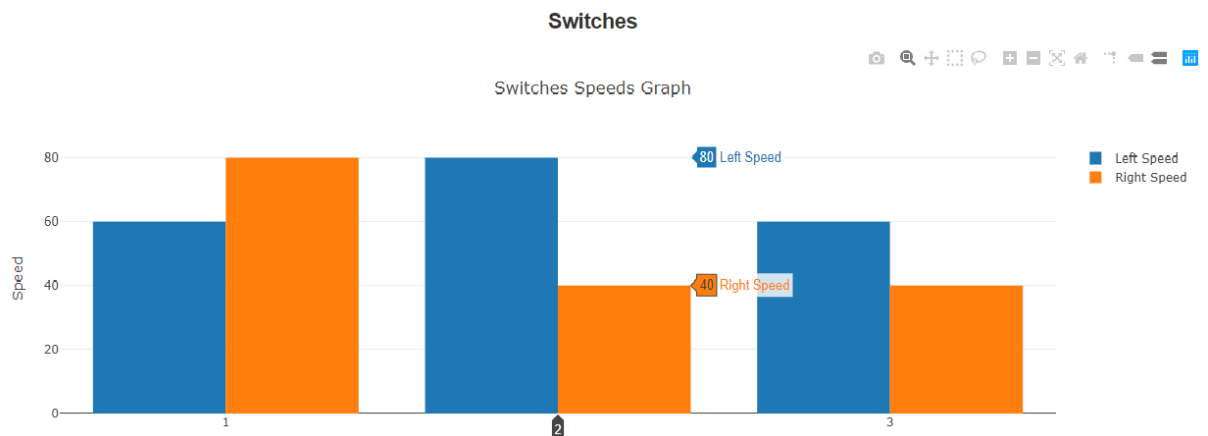 Switches
Switches Speeds Graph
80
60
40
20
0
Speed
80 Left Speed
40 Right Speed
1
2
3
Left Speed
Right Speed